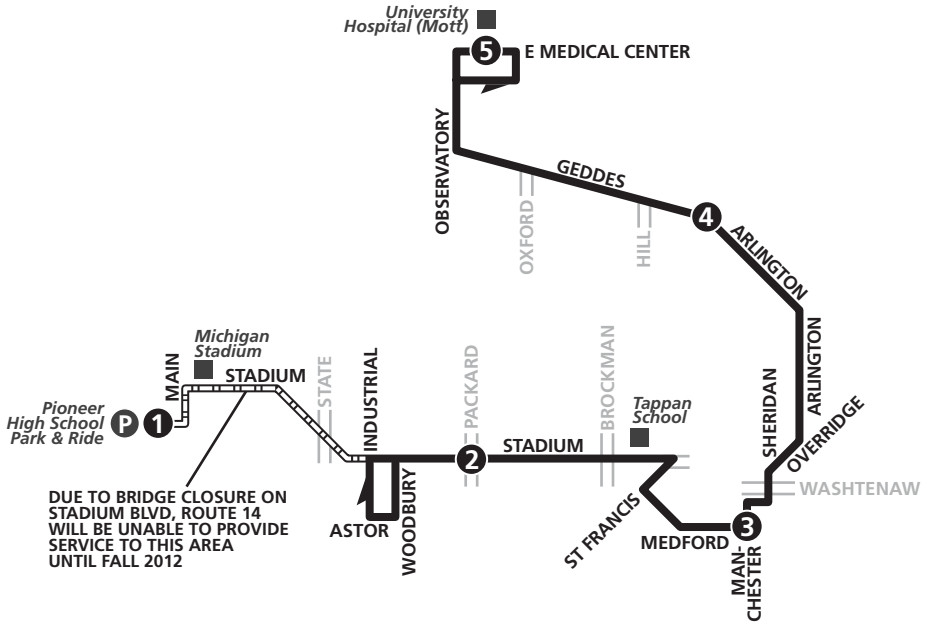 University
Hospital (Mott)
5
E MEDICAL CENTER
OBSERVATORY
GEDDES
OXFORD
HILL
4
ARLINGTON
ARLINGTON
Michigan
Stadium
MAIN
STADIUM
STATE
INDUSTRIAL
PACKARD
BROCKMAN
Tappan
School
SHERIDAN
OVERRIDGE
Pioneer
High School
Park & Ride
P
1
2
STADIUM
WASHTENAW
DUE TO BRIDGE CLOSURE ON
STADIUM BLVD, ROUTE 14
WILL BE UNABLE TO PROVIDE
SERVICE TO THIS AREA
UNTIL FALL 2012
ASTOR
WOODBURY
ST FRANCIS
MEDFORD
3
MAN-
CHESTER